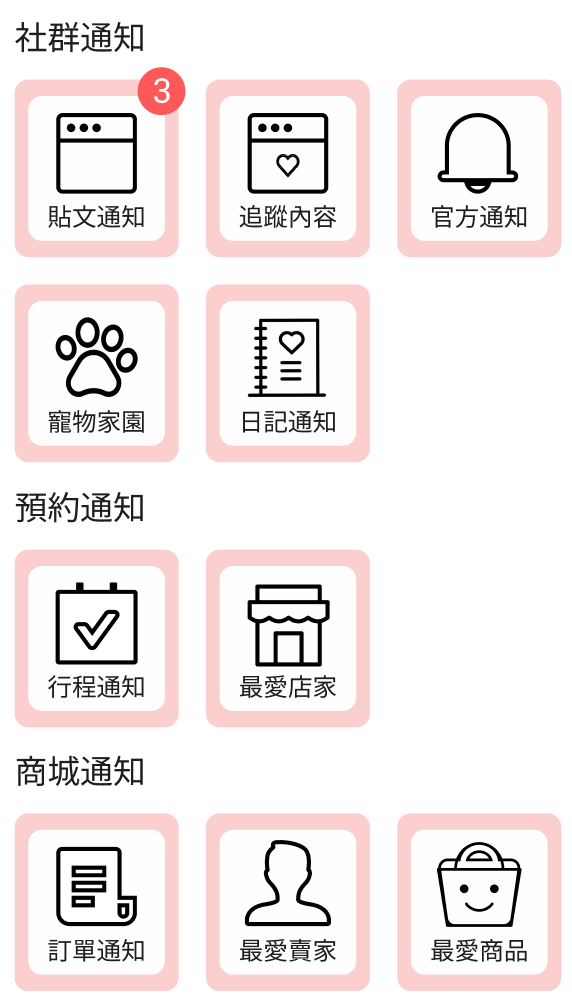 社群通知
3
貼文通知
追蹤內容
官方通知
寵物家園
日記通知
預約通知
行程通知
最愛店家
商城通知
訂單通知
最愛賣家
最愛商品